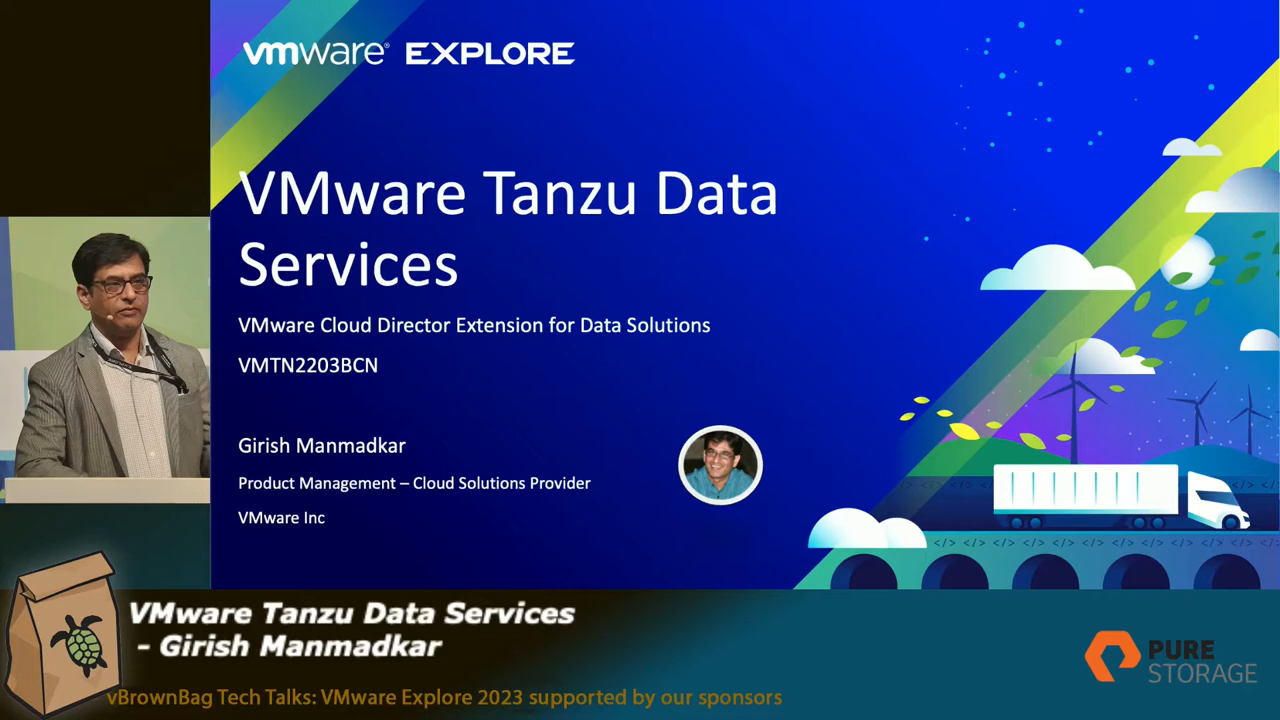 vmware® EXPLORE
VMware Tanzu Data
Services
VMware Cloud Director Extension for Data Solutions
VMTN2203BCN
Girish Manmadkar
Product Management – Cloud Solutions Provider
VMware Inc
</> </> </> </> </> </> </> </> </> </>
VMware Tanzu Data Services
- Girish Manmadkar
vBrownBag Tech Talks: VMware Explore 2023 supported by our sponsors
PURE
STORAGE